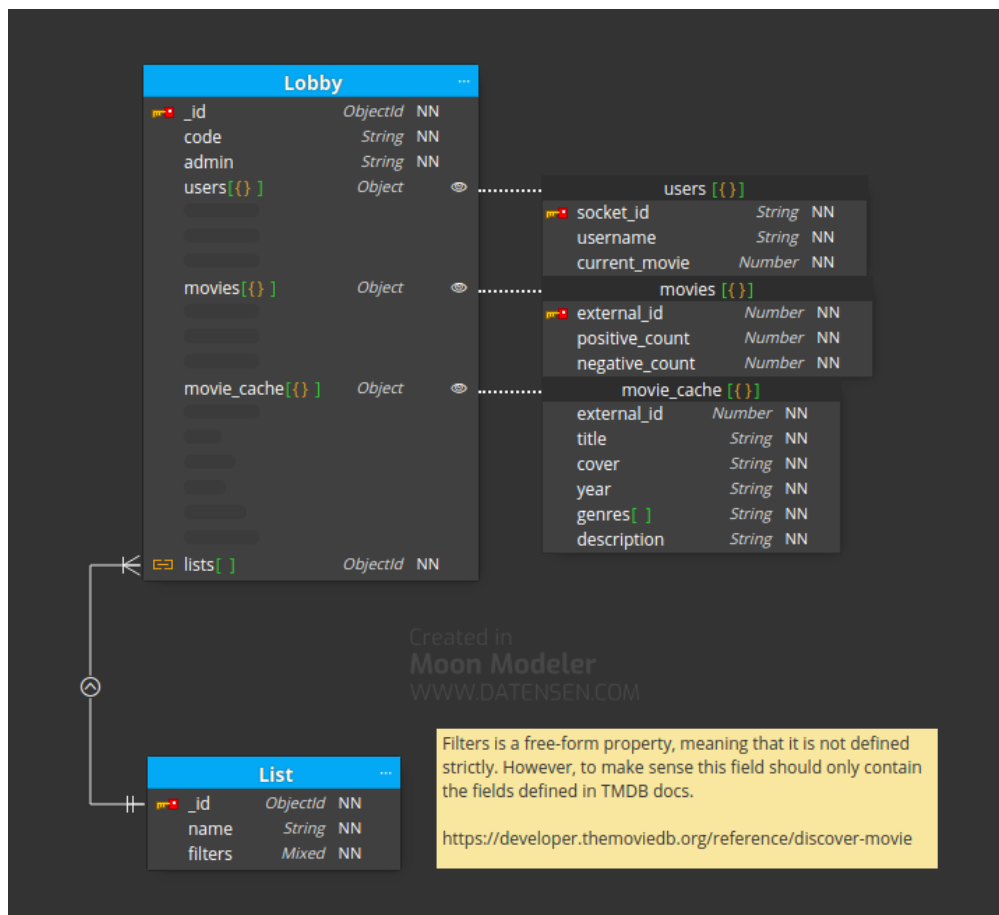 Lobby ...
_id ObjectId NN
code String NN
admin String NN
users[{} ] Object
users [{}]
socket_id String NN
username String NN
current_movie Number NN
movies[{} ] Object
movies [{}]
external_id Number NN
positive_count Number NN
negative_count Number NN
movie_cache[{} ] Object
movie_cache [{}]
external_id Number NN
title String NN
cover String NN
year String NN
genres[ ] String NN
description String NN
lists[ ] ObjectId NN
Created in
Moon Modeler
WWW.DATENSEN.COM
List ...
_id ObjectId NN
name String NN
filters Mixed NN
Filters is a free-form property, meaning that it is not defined
strictly. However, to make sense this field should only contain
the fields defined in TMDB docs.
https://developer.themoviedb.org/reference/discover-movie